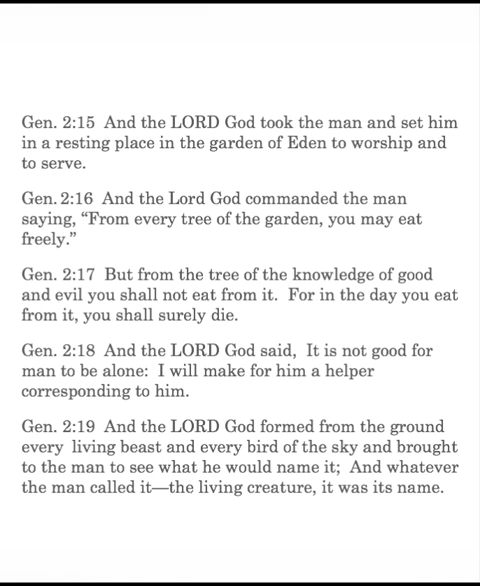 Gen. 2:15  And the LORD God took the man and set him
in a resting place in the garden of Eden to worship and
to serve.
Gen. 2:16  And the Lord God commanded the man
saying, “From every tree of the garden, you may eat
freely.”
Gen. 2:17  But from the tree of the knowledge of good
and evil you shall not eat from it.  For in the day you eat
from it, you shall surely die.
Gen. 2:18  And the LORD God said,  It is not good for
man to be alone:  I will make for him a helper
corresponding to him.
Gen. 2:19  And the LORD God formed from the ground
every  living beast and every bird of the sky and brought
to the man to see what he would name it;  And whatever
the man called it—the living creature, it was its name.